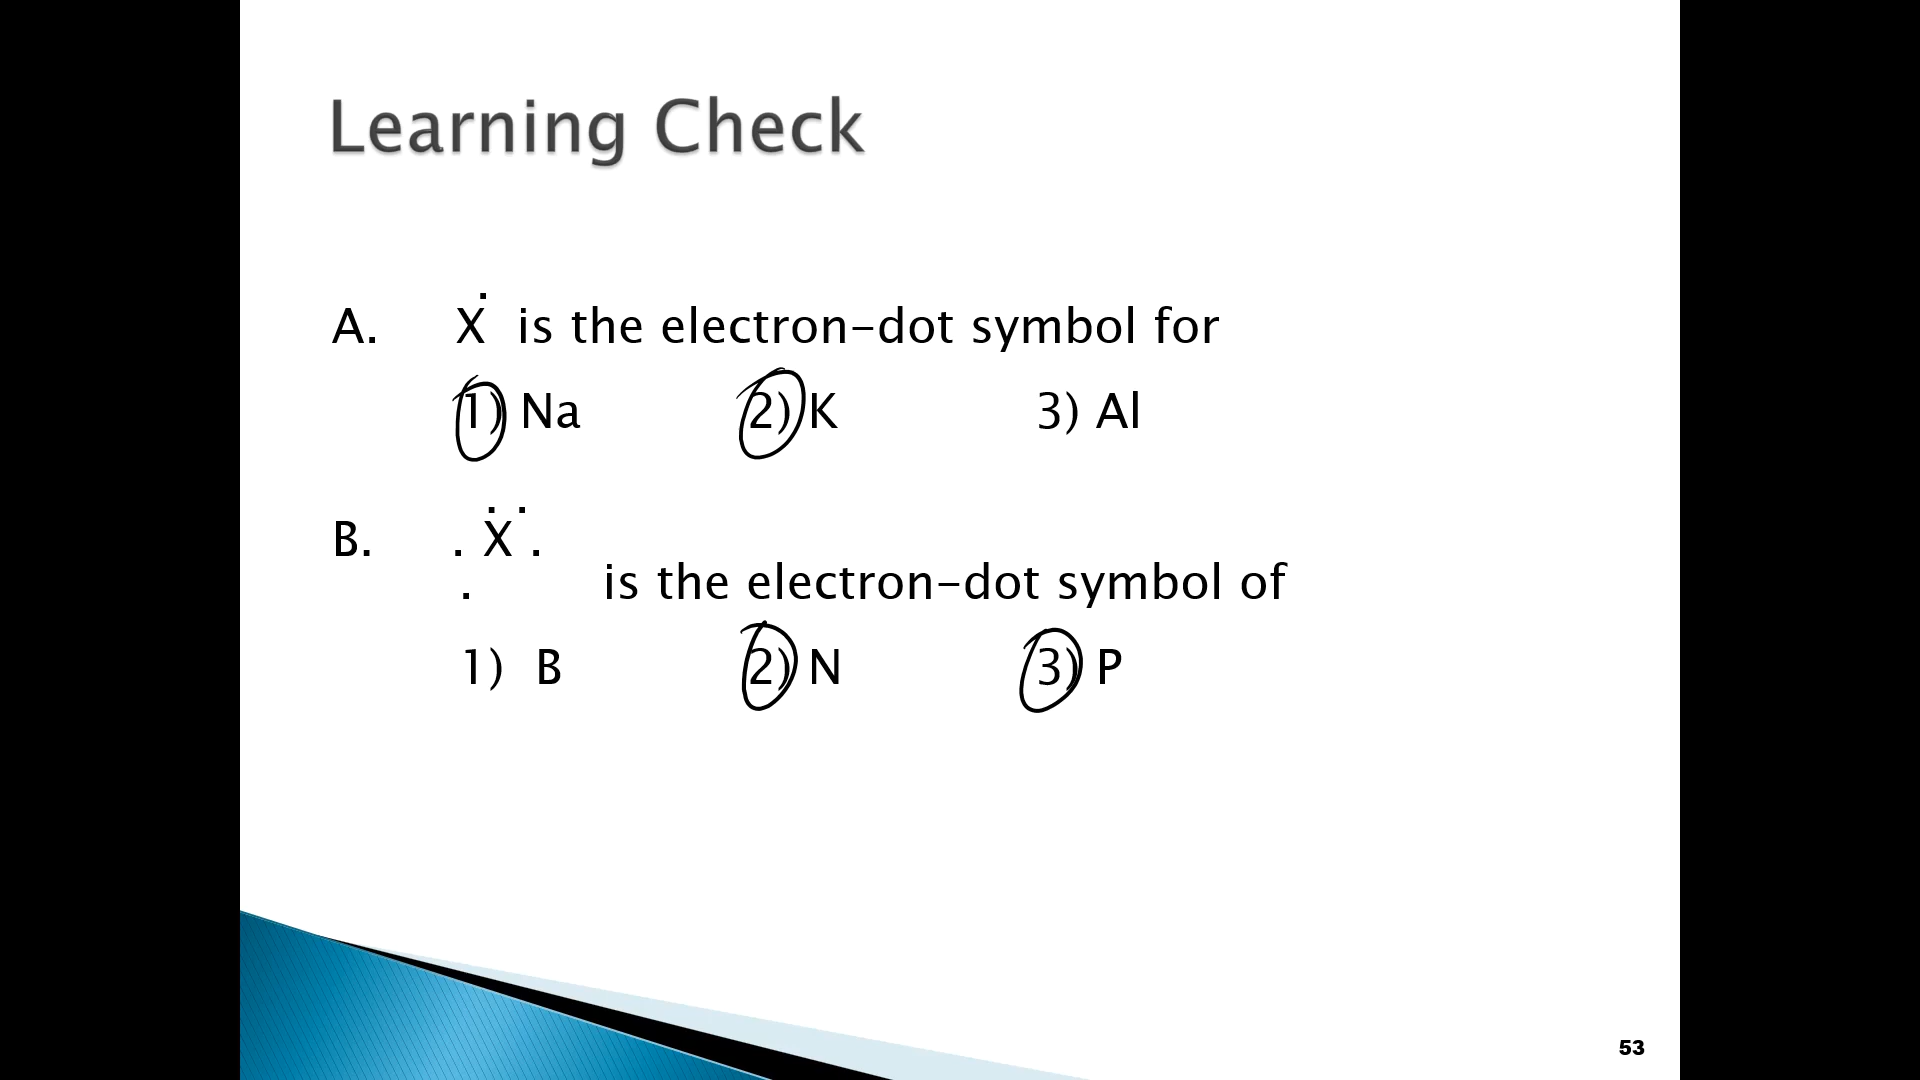 Learning Check
A. Ẋ is the electron-dot symbol for
1) Na 2) K 3) Al
. .
B. . X .
. is the electron-dot symbol of
1) B 2) N 3) P
53